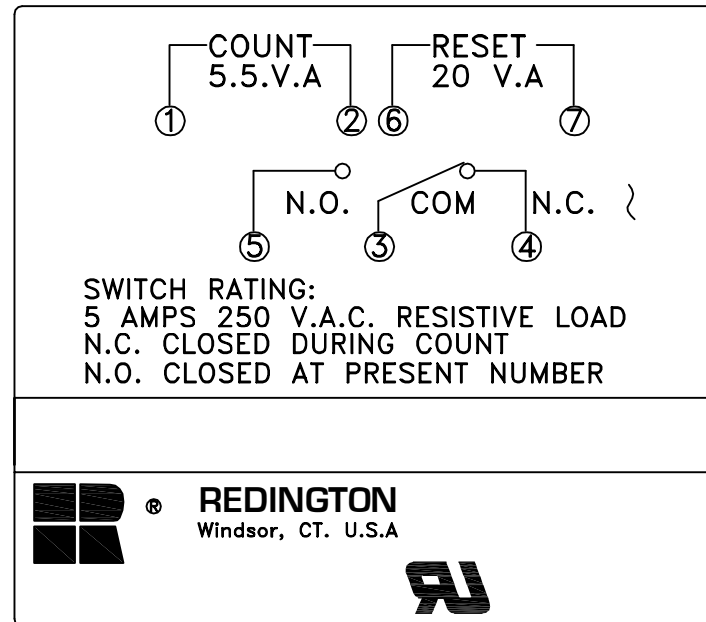 COUNT RESET
5.5.V.A 20 V.A
1 2 6 7
N.O. COM N.C.
5 3 4
SWITCH RATING:
5 AMPS 250 V.A.C. RESISTIVE LOAD
N.C. CLOSED DURING COUNT
N.O. CLOSED AT PRESENT NUMBER
® REDINGTON
Windsor, CT. U.S.A